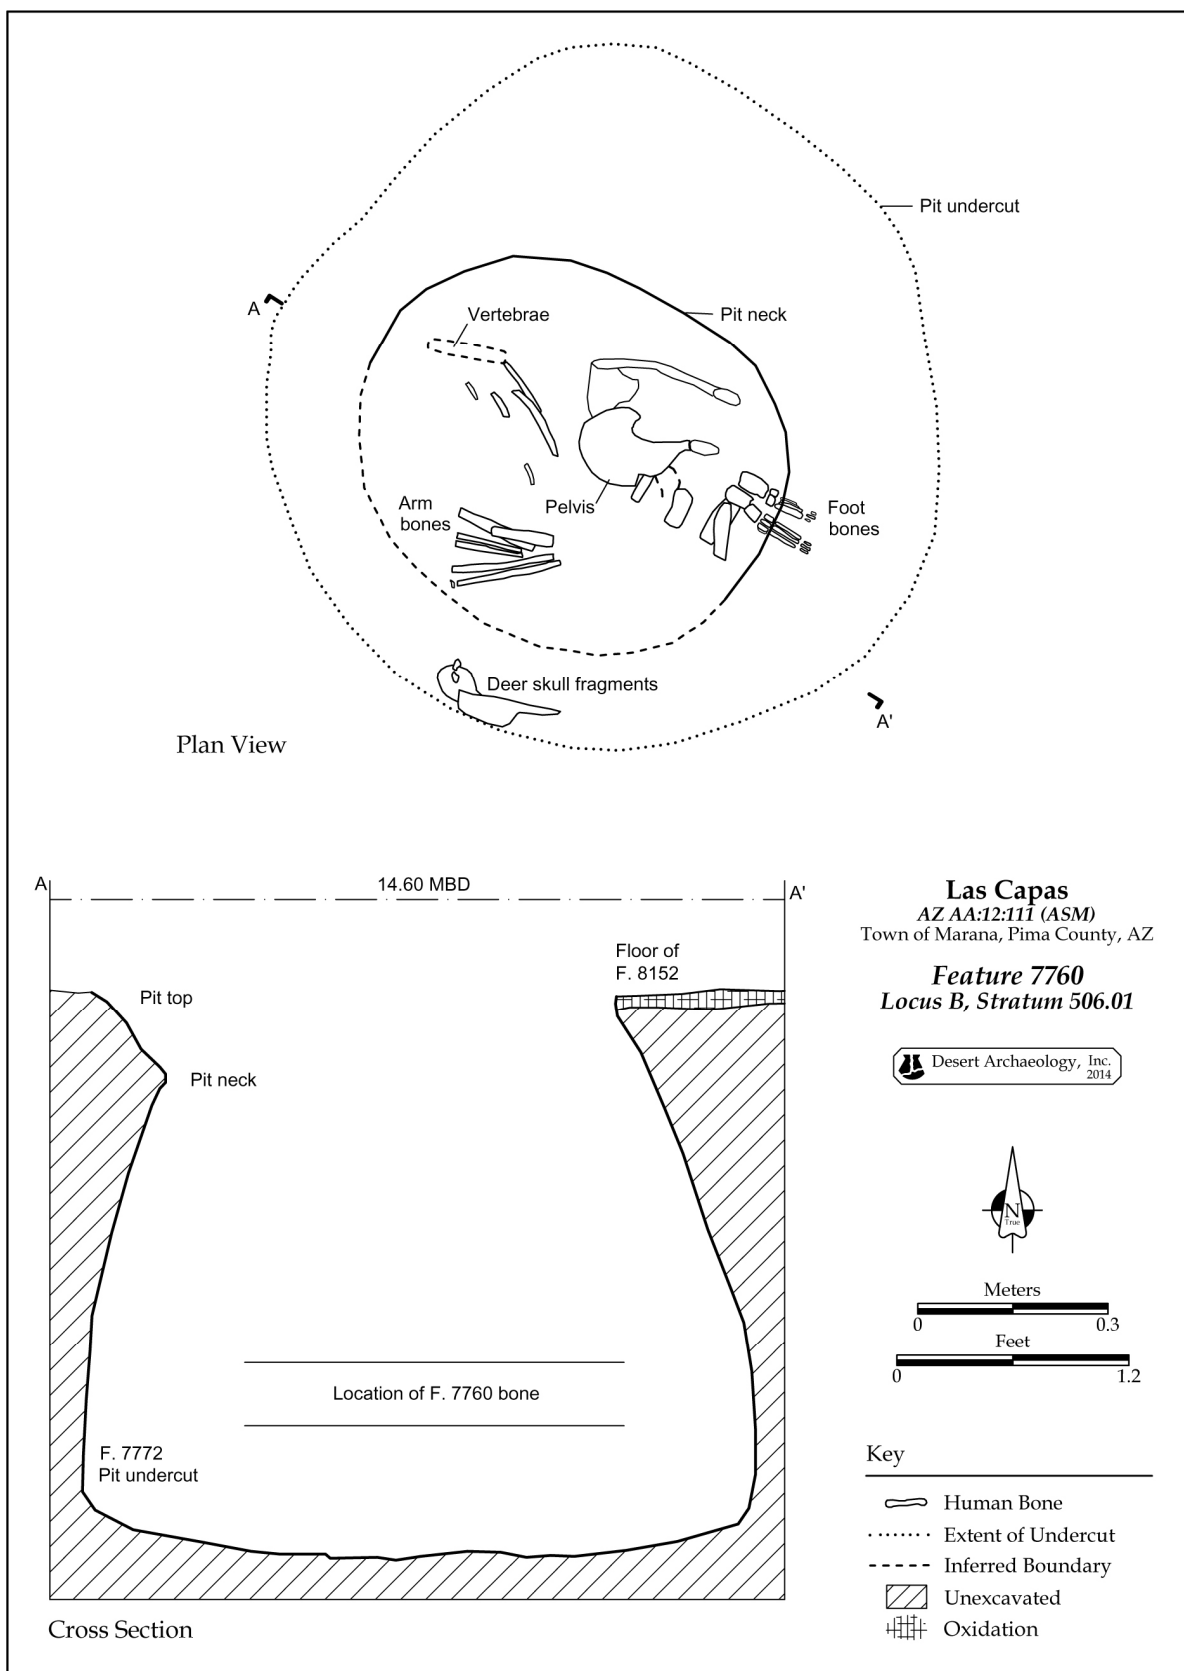 Pit undercut
A
Vertebrae
Pit neck
Arm
bones
Pelvis
Foot
bones
Deer skull fragments
A'
Plan View
A
14.60 MBD
A'
Floor of
F. 8152
Pit top
Pit neck
Location of F. 7760 bone
F. 7772
Pit undercut
Cross Section
Las Capas
AZ AA:12:111 (ASM)
Town of Marana, Pima County, AZ
Feature 7760
Locus B, Stratum 506.01
Desert Archaeology, Inc.
2014
N
True
Meters
0 0.3
Feet
0 1.2
Key
Human Bone
Extent of Undercut
Inferred Boundary
Unexcavated
Oxidation